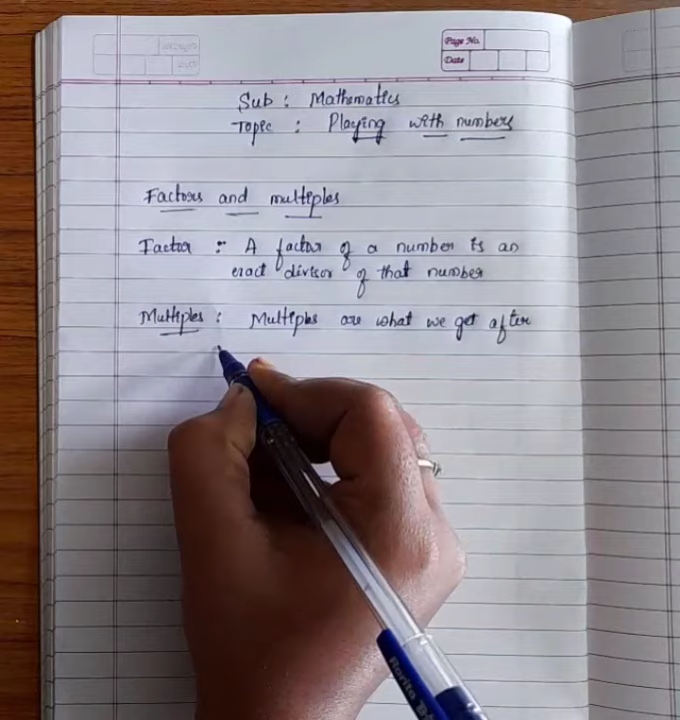 Page No.
Date
Sub : Mathematics
Topic : Playing with numbers
Factors and multiples
Factor :- A factor of a number is an
exact divisor of that number
Multiples : Multiples are what we get after